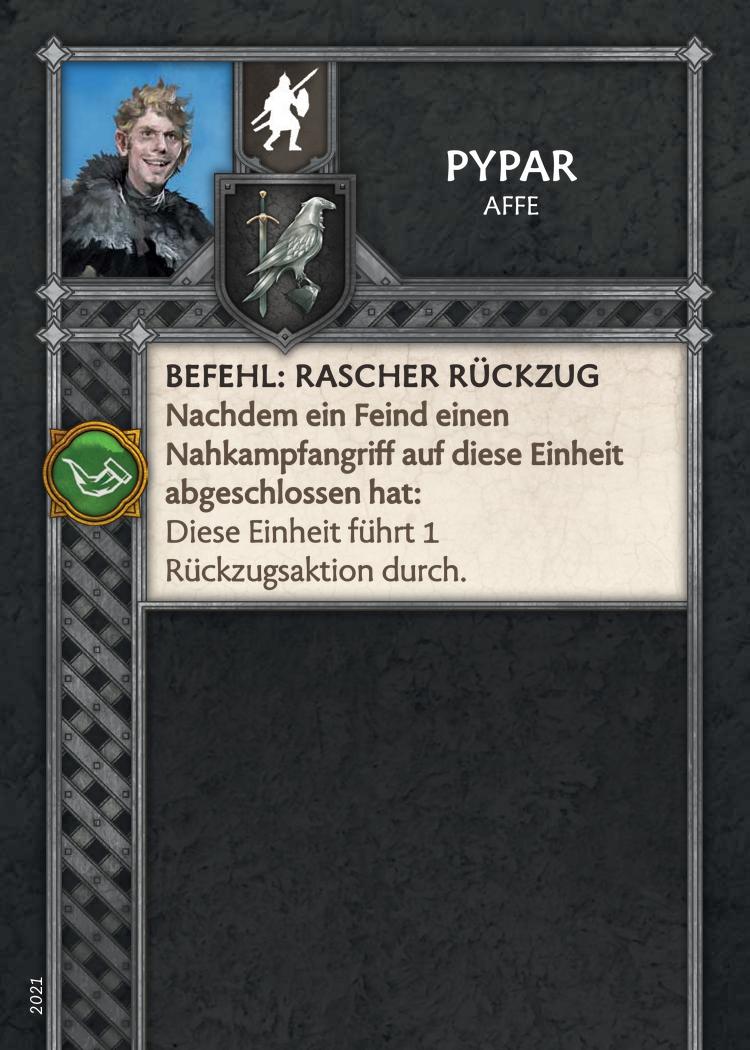 PYPAR
AFFE
BEFEHL: RASCHER RÜCKZUG
Nachdem ein Feind einen
Nahkampfangriff auf diese Einheit
abgeschlossen hat:
Diese Einheit führt 1
Rückzugsaktion durch.
2021